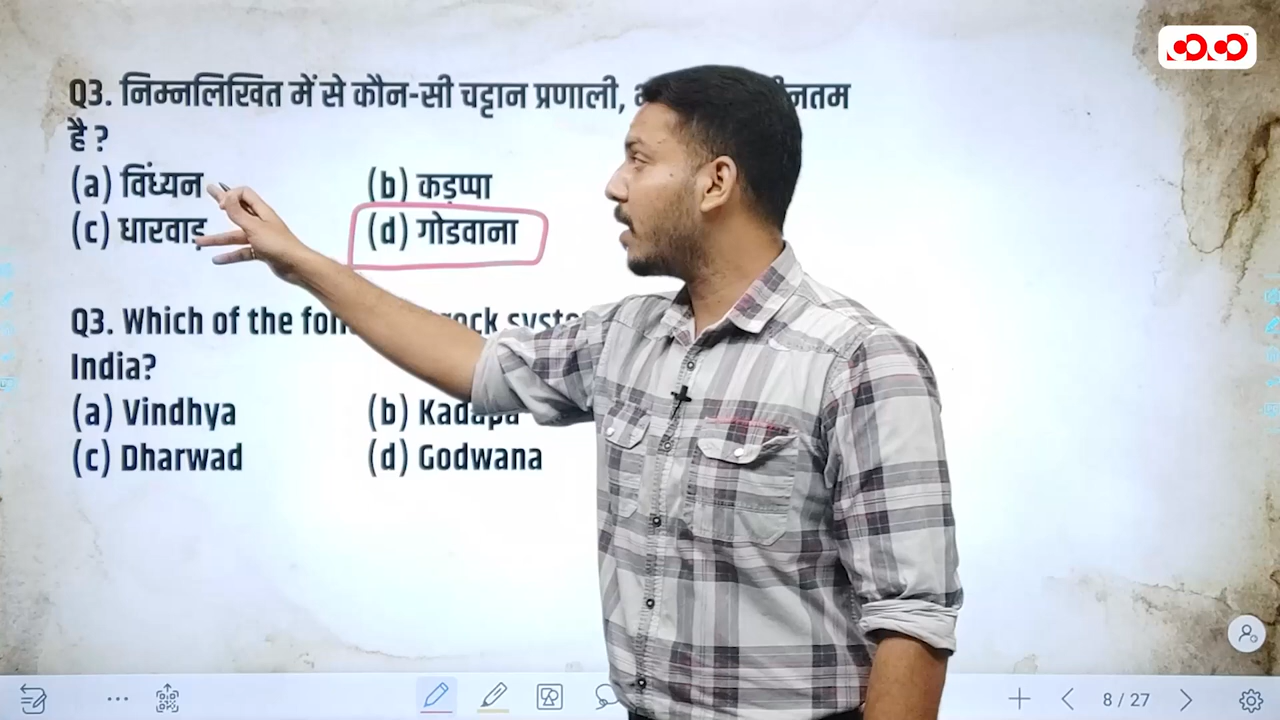 Q3. निम्नलिखित में से कौन-सी चट्टान प्रणाली,
है ?
(a) विंध्यन (b) कड़प्पा
(c) धारवाड़ (d) गोडवाना
Q3. Which of the
India?
(a) Vindhya (b) Kadapa
(c) Dharwad (d) Godwana
8 / 27